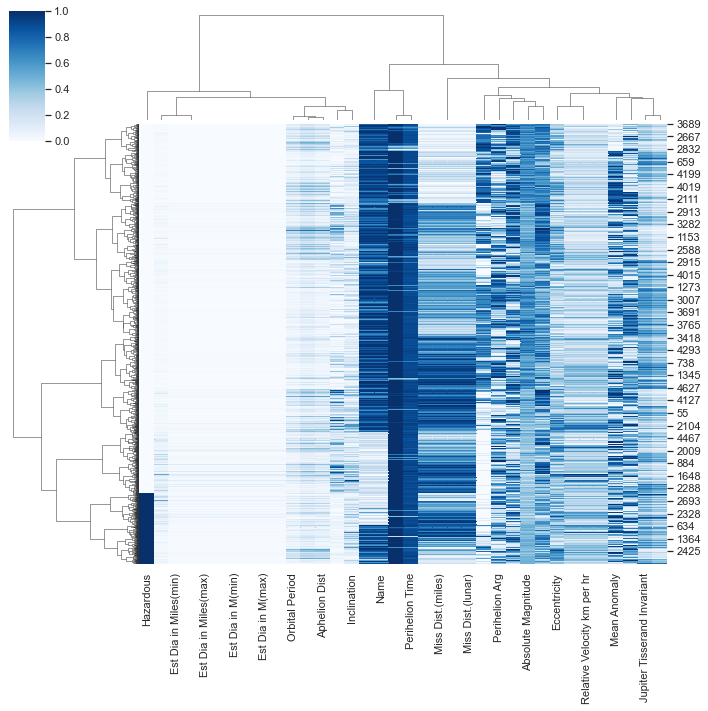 1.0
0.8
0.6
0.4
0.2
0.0
3689
2667
2832
659
4199
4019
2111
2913
3282
1153
2588
2915
4015
1273
3007
3691
3765
3418
4293
738
1345
4627
4127
55
2104
4467
2009
884
1648
2288
2693
2328
634
1364
2425
Hazardous
Est Dia in Miles(min)
Est Dia in Miles(max)
Est Dia in M(min)
Est Dia in M(max)
Orbital Period
Aphelion Dist
Inclination
Name
Perihelion Time
Miss Dist.(miles)
Miss Dist.(lunar)
Perihelion Arg
Absolute Magnitude
Eccentricity
Relative Velocity km per hr
Mean Anomaly
Jupiter Tisserand Invariant